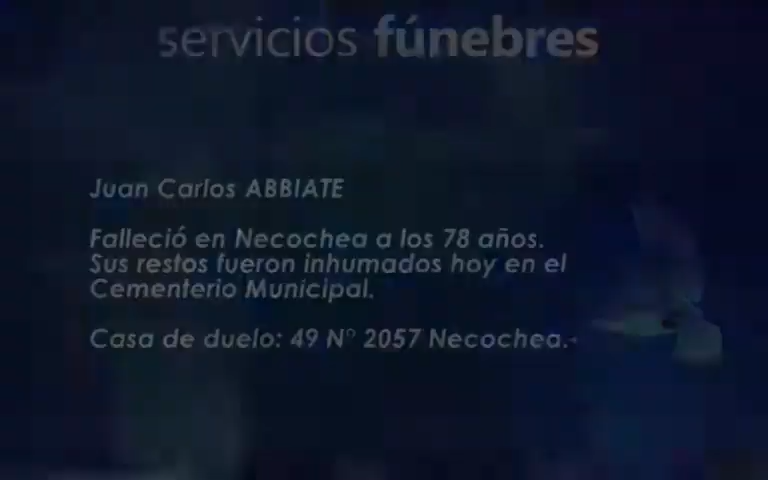 servicios fúnebres
Juan Carlos ABBIATE
Falleció en Necochea a los 78 años.
Sus restos fueron inhumados hoy en el
Cementerio Municipal.
Casa de duelo: 49 N° 2057 Necochea.-